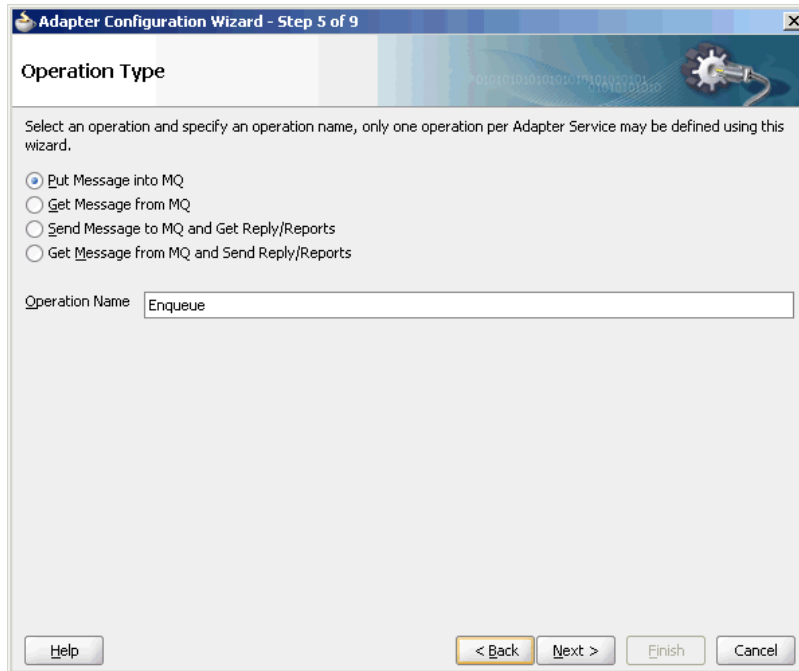 Adapter Configuration Wizard - Step 5 of 9
Operation Type
Select an operation and specify an operation name, only one operation per Adapter Service may be defined using this
wizard.
Put Message into MQ
Get Message from MQ
Send Message to MQ and Get Reply/Reports
Get Message from MQ and Send Reply/Reports
Operation Name Enqueue
Help < Back Next > Finish Cancel